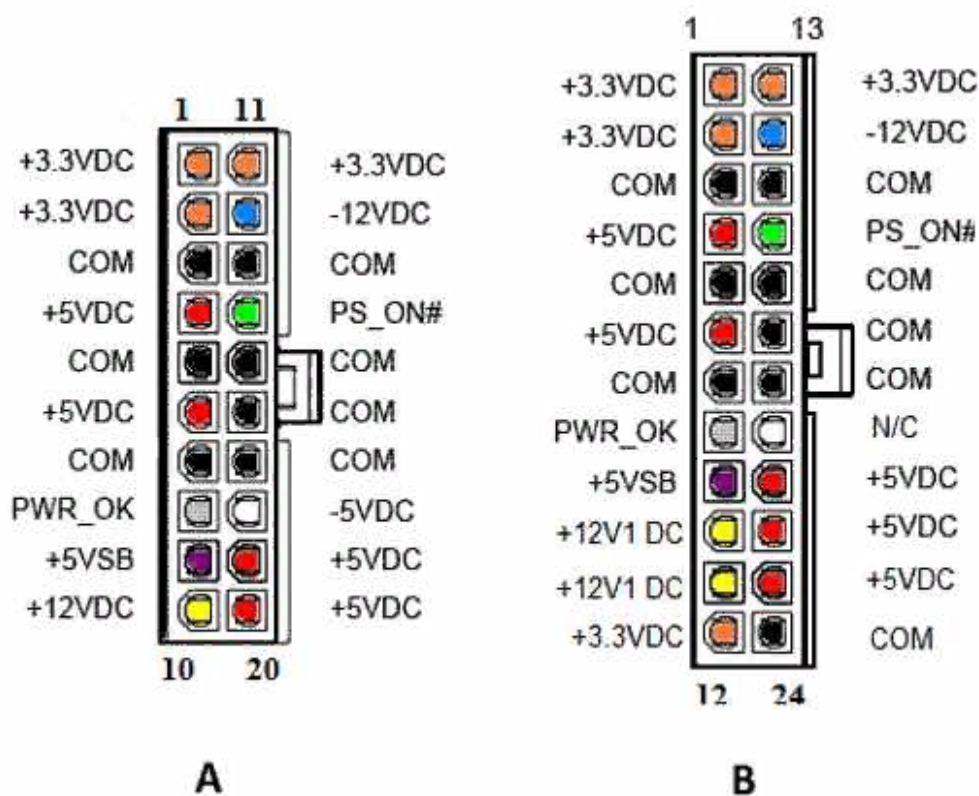 1 11
+3.3VDC +3.3VDC
+3.3VDC -12VDC
COM COM
+5VDC PS_ON#
COM COM
+5VDC COM
COM COM
PWR_OK -5VDC
+5VSB +5VDC
+12VDC +5VDC
10 20
A
1 13
+3.3VDC +3.3VDC
+3.3VDC -12VDC
COM COM
+5VDC PS_ON#
COM COM
+5VDC COM
COM COM
PWR_OK N/C
+5VSB +5VDC
+12V1 DC +5VDC
+12V1 DC +5VDC
+3.3VDC COM
12 24
B